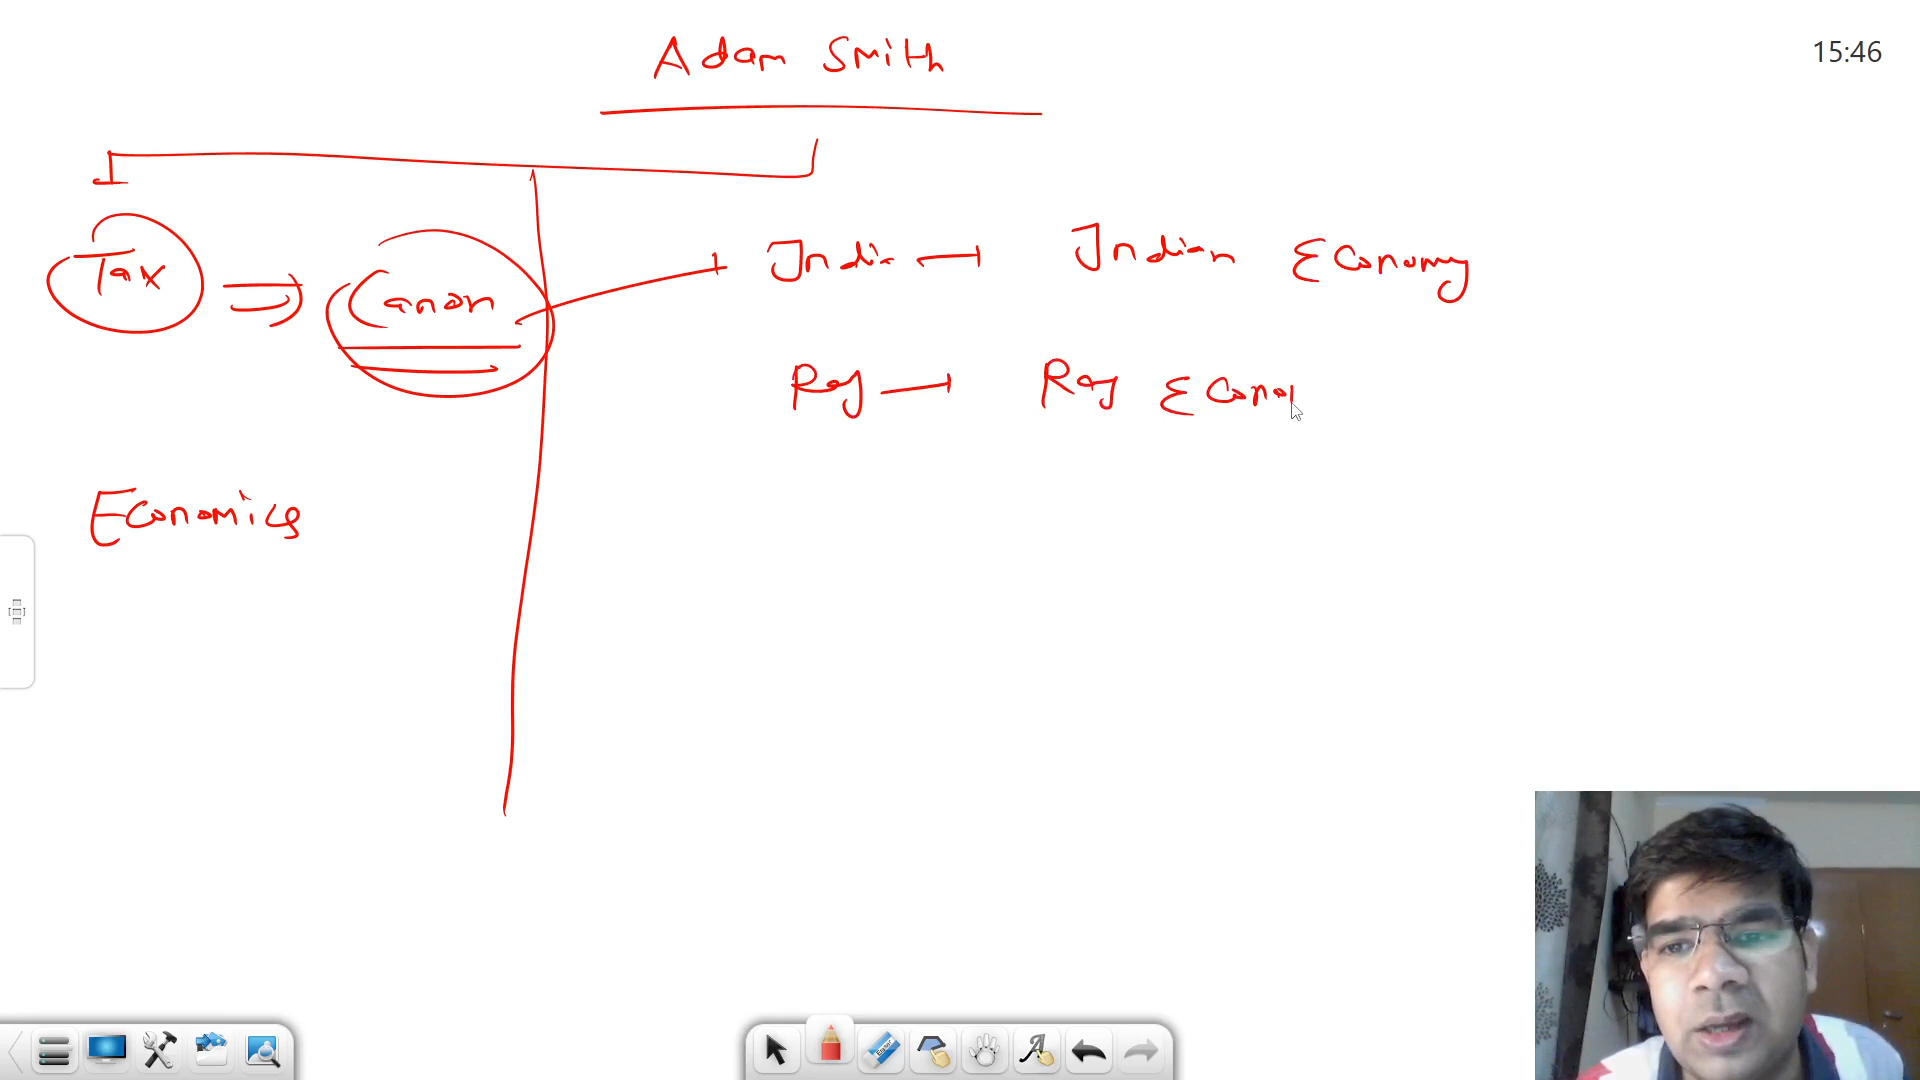 Adam Smith
15:46
Tax
Canon
India
Indian Economy
Raj
Raj Econo
Economics